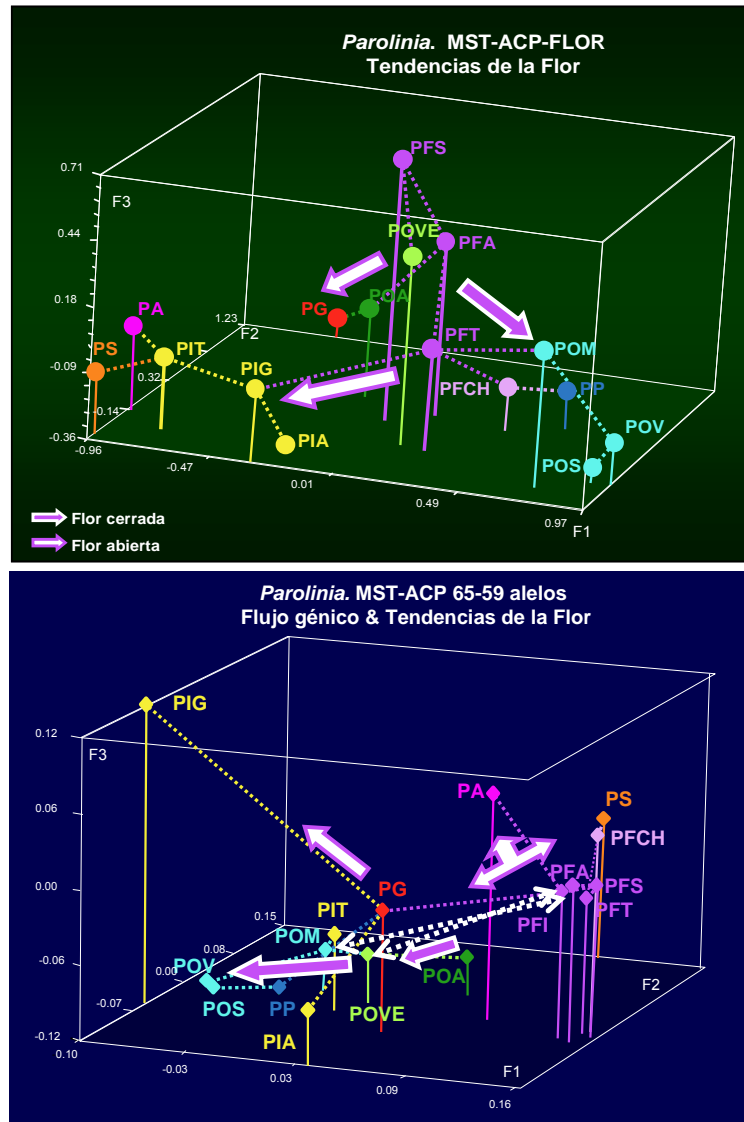 Parolinia. MST-ACP-FLOR
Tendencias de la Flor
0.71
F3
0.44
0.18
-0.09
-0.36
-0.96
-0.47
0.01
0.49
0.97
F1
1.23
F2
0.32
-0.14
PFS
POVE
PFA
PG
POA
PA
PS
PIT
PIG
PIA
PFT
PFCH
POM
PP
POV
POS
Flor cerrada
Flor abierta
Parolinia. MST-ACP 65-59 alelos
Flujo génico & Tendencias de la Flor
0.12
F3
0.06
0.00
-0.06
-0.12
0.10
-0.03
0.03
0.09
0.16
F1
F2
0.15
0.08
0.00
-0.07
PIG
PA
PS
PFCH
PFA
PFS
PFI
PFT
PG
PIT
POM
POV
POS
PP
POVE
POA
PIA